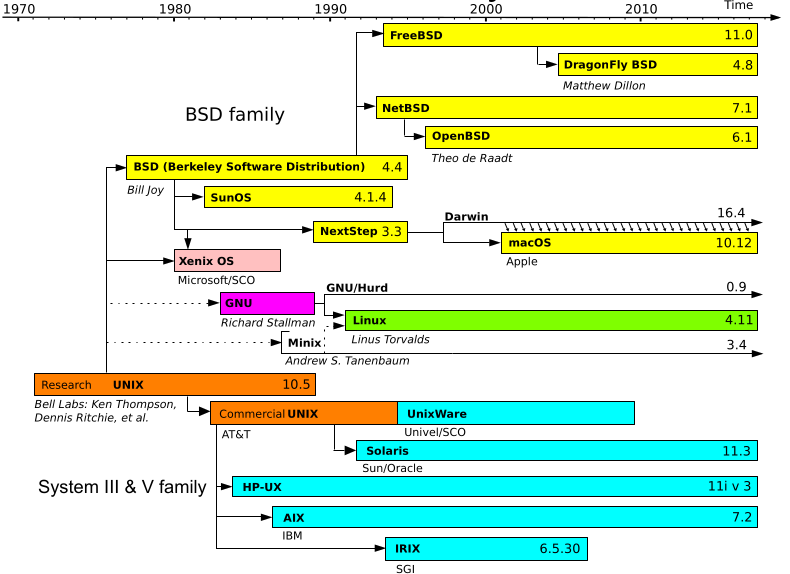 Time
1970 1980 1990 2000 2010
FreeBSD 11.0
DragonFly BSD 4.8
Matthew Dillon
BSD family
NetBSD 7.1
OpenBSD 6.1
Theo de Raadt
BSD (Berkeley Software Distribution) 4.4
Bill Joy
SunOS 4.1.4
Darwin 16.4
NextStep 3.3
macOS 10.12
Apple
Xenix OS
Microsoft/SCO
GNU/Hurd 0.9
GNU
Richard Stallman
Linux 4.11
Linus Torvalds
Minix 3.4
Andrew S. Tanenbaum
Research UNIX 10.5
Bell Labs: Ken Thompson,
Dennis Ritchie, et al.
Commercial UNIX UnixWare
AT&T Univel/SCO
Solaris 11.3
Sun/Oracle
System III & V family
HP-UX 11i v 3
AIX 7.2
IBM
IRIX 6.5.30
SGI